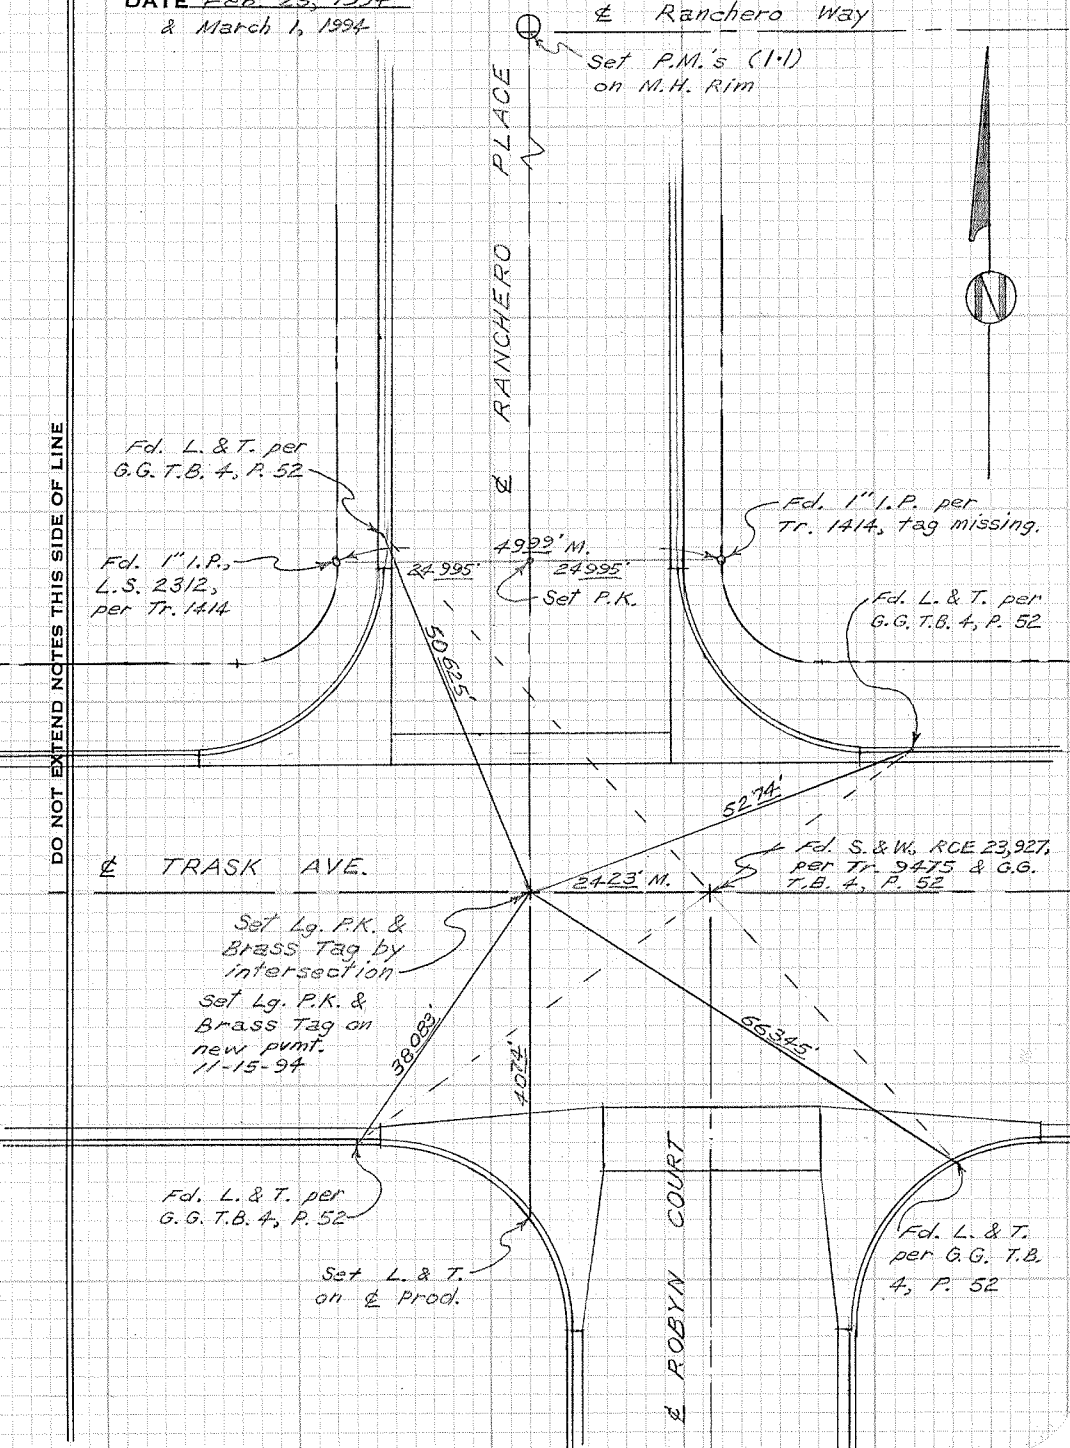 DATE Feb. 25, 1994
& March 1, 1994
℄ Ranchero Way
Set P.M.'s (1·1)
on M.H. Rim
℄ RANCHERO PLACE
Fd. L. & T. per
G.G. T.B. 4, P. 52
Fd. 1" I.P. per
Tr. 1414, tag missing.
Fd. 1" I.P.,
L.S. 2312,
per Tr. 1414
49.99' M.
24.995'
24.995'
Set P.K.
Fd. L. & T. per
G.G. T.B. 4, P. 52
DO NOT EXTEND NOTES THIS SIDE OF LINE
50.625'
52.74'
℄ TRASK AVE.
24.23' M.
Fd. S. & W. RCE 23,927,
per Tr. 9475 & G.G.
T.B. 4, P. 52
Set Lg. P.K. &
Brass Tag by
intersection
Set Lg. P.K. &
Brass Tag on
new pvmt.
11-15-94
38.083'
40.74'
66.345'
Fd. L. & T. per
G.G. T.B. 4, P. 52
Set L. & T.
on ℄ Prod.
℄ ROBYN COURT
Fd. L. & T.
per G.G. T.B.
4, P. 52